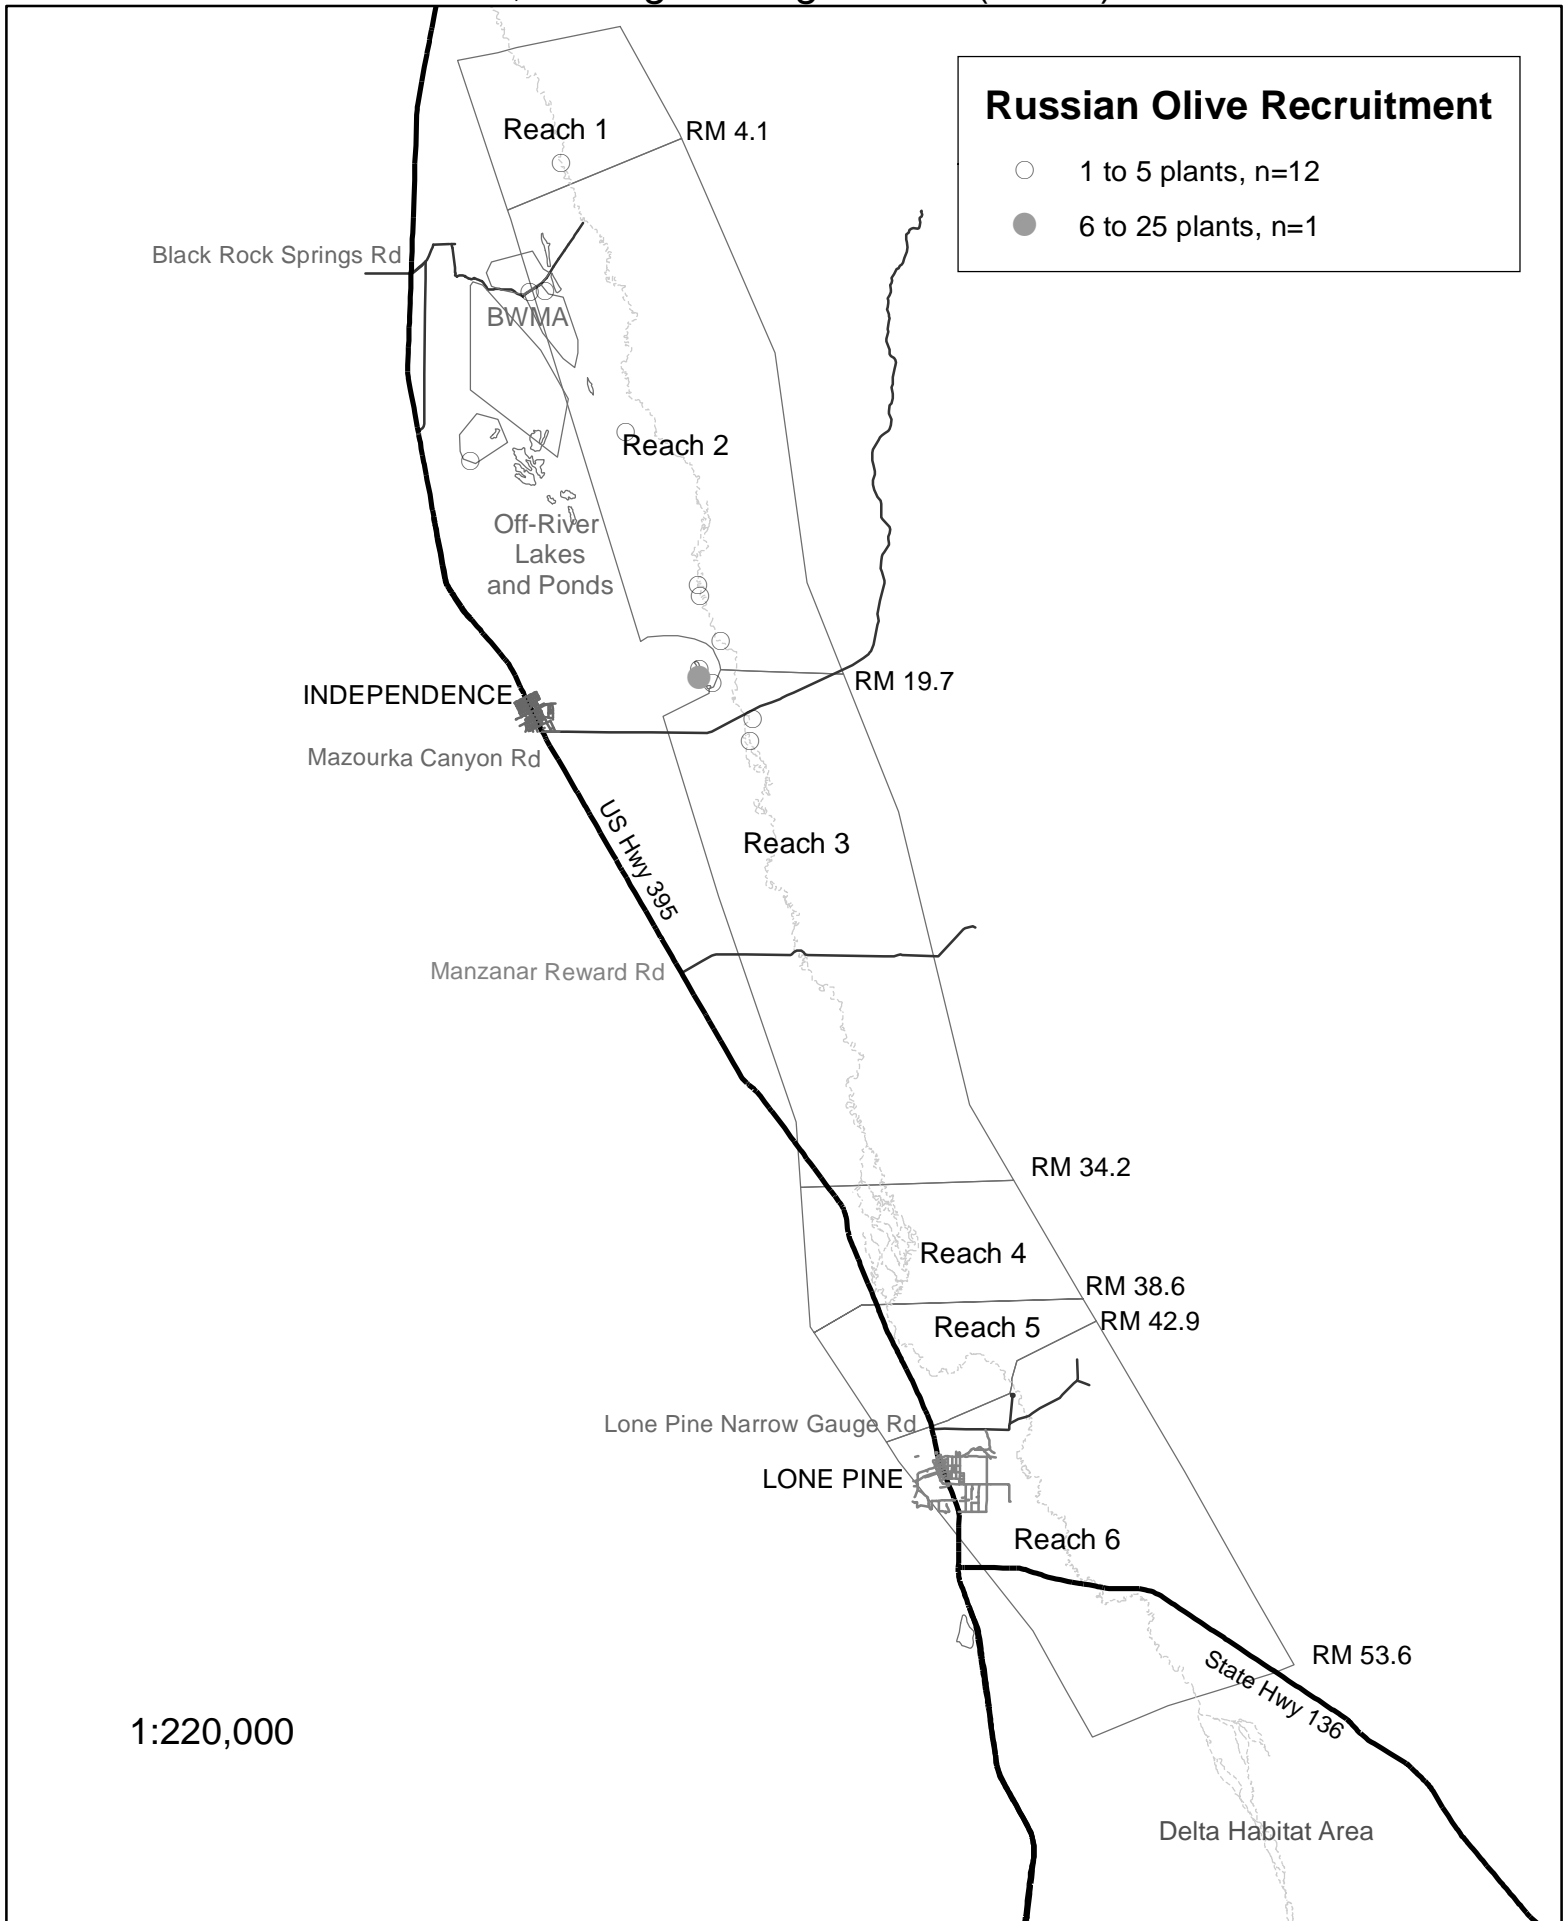 Russian Olive Recruitment
1 to 5 plants, n=12
6 to 25 plants, n=1
Reach 1
RM 4.1
Black Rock Springs Rd
BWMA
Reach 2
Off-River
Lakes
and Ponds
RM 19.7
INDEPENDENCE
Mazourka Canyon Rd
US Hwy 395
Reach 3
Manzanar Reward Rd
RM 34.2
Reach 4
RM 38.6
RM 42.9
Reach 5
Lone Pine Narrow Gauge Rd
LONE PINE
Reach 6
RM 53.6
State Hwy 136
1:220,000
Delta Habitat Area